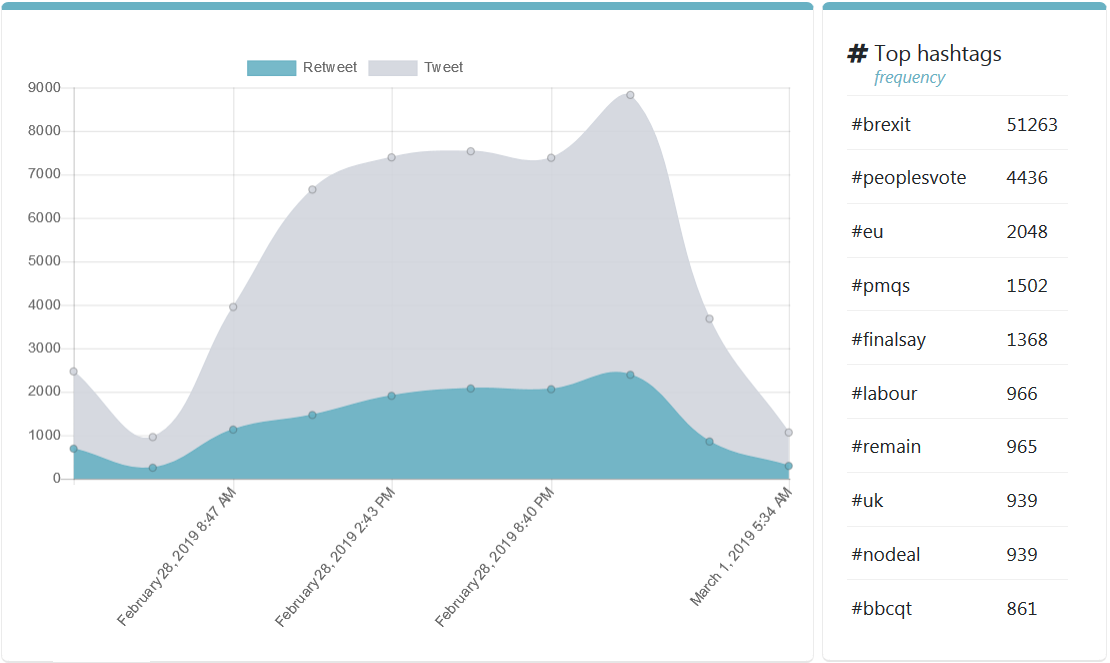 Retweet Tweet
9000
8000
7000
6000
5000
4000
3000
2000
1000
0
February 28, 2019 8:47 AM
February 28, 2019 2:43 PM
February 28, 2019 8:40 PM
March 1, 2019 5:34 AM
# Top hashtags
frequency
#brexit 51263
#peoplesvote 4436
#eu 2048
#pmqs 1502
#finalsay 1368
#labour 966
#remain 965
#uk 939
#nodeal 939
#bbcqt 861